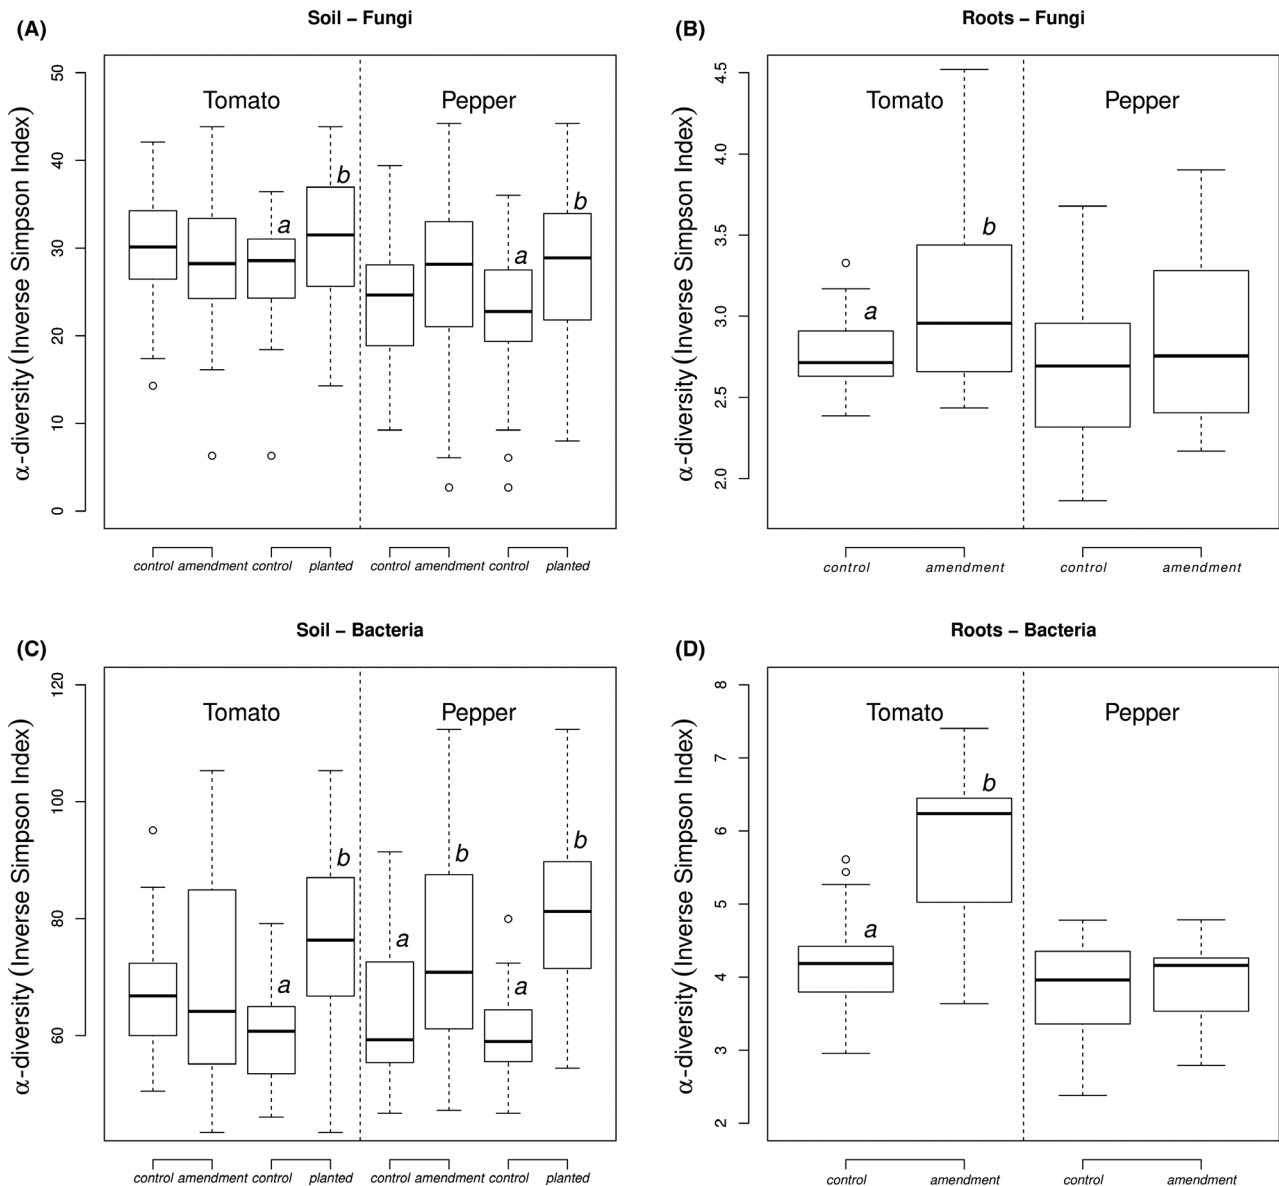 (A)
Soil – Fungi
α-diversity (Inverse Simpson Index)
50
40
30
20
10
0
Tomato
Pepper
a
b
a
b
control amendment control planted control amendment control planted
(B)
Roots – Fungi
α-diversity (Inverse Simpson Index)
4.5
4.0
3.5
3.0
2.5
2.0
Tomato
Pepper
a
b
control amendment control amendment
(C)
Soil – Bacteria
α-diversity (Inverse Simpson Index)
120
100
80
60
Tomato
Pepper
a
b
a
b
a
b
control amendment control planted control amendment control planted
(D)
Roots – Bacteria
α-diversity (Inverse Simpson Index)
8
7
6
5
4
3
2
Tomato
Pepper
a
b
control amendment control amendment